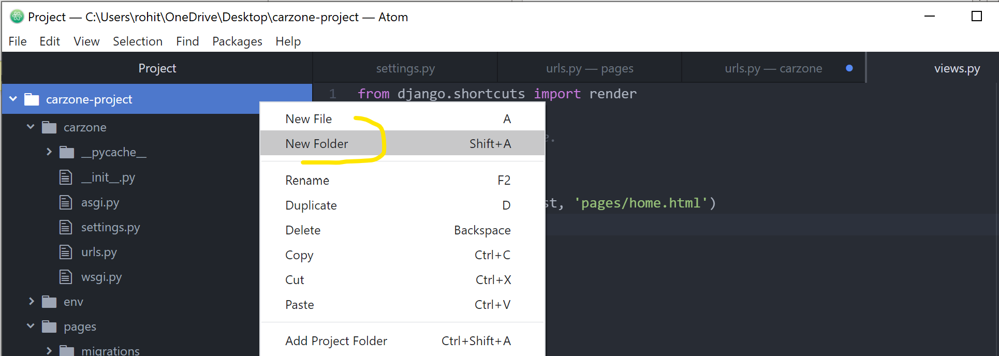 Project — C:\Users\rohit\OneDrive\Desktop\carzone-project — Atom
File Edit View Selection Find Packages Help
Project settings.py urls.py — pages urls.py — carzone views.py
carzone-project
carzone
__pycache__
__init__.py
asgi.py
settings.py
urls.py
wsgi.py
env
pages
migrations
1 from django.shortcuts import render
'pages/home.html')
New File A
New Folder Shift+A
Rename F2
Duplicate D
Delete Backspace
Copy Ctrl+C
Cut Ctrl+X
Paste Ctrl+V
Add Project Folder Ctrl+Shift+A